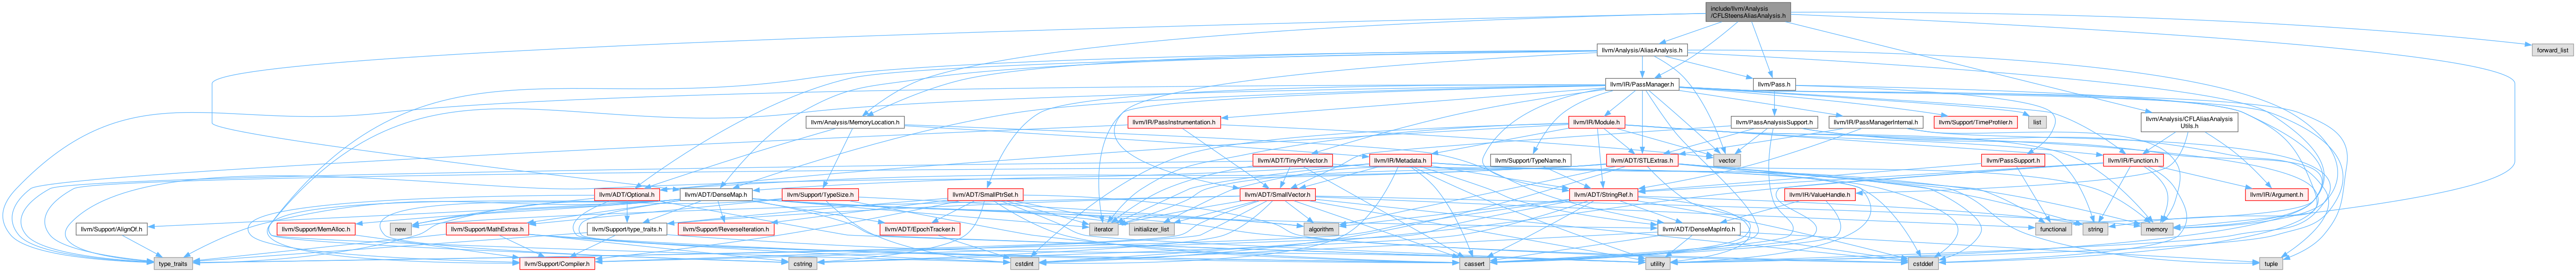 include/llvm/Analysis
/CFLSteensAliasAnalysis.h
forward_list
llvm/Analysis/AliasAnalysis.h
llvm/IR/PassManager.h
llvm/Pass.h
llvm/Analysis/MemoryLocation.h
llvm/IR/PassInstrumentation.h
llvm/IR/Module.h
llvm/PassAnalysisSupport.h
llvm/IR/PassManagerInternal.h
llvm/Support/TimeProfiler.h
list
llvm/Analysis/CFLAliasAnalysis
Utils.h
llvm/ADT/TinyPtrVector.h
llvm/IR/Metadata.h
llvm/Support/TypeName.h
llvm/ADT/STLExtras.h
vector
llvm/PassSupport.h
llvm/IR/Function.h
llvm/ADT/Optional.h
llvm/ADT/DenseMap.h
llvm/Support/TypeSize.h
llvm/ADT/SmallPtrSet.h
llvm/ADT/SmallVector.h
llvm/ADT/StringRef.h
llvm/IR/ValueHandle.h
llvm/IR/Argument.h
llvm/Support/AlignOf.h
llvm/Support/MemAlloc.h
new
llvm/Support/MathExtras.h
llvm/Support/type_traits.h
llvm/Support/ReverseIteration.h
llvm/ADT/EpochTracker.h
iterator
initializer_list
algorithm
llvm/ADT/DenseMapInfo.h
functional
string
memory
type_traits
llvm/Support/Compiler.h
cstring
cstdint
cassert
utility
cstddef
tuple